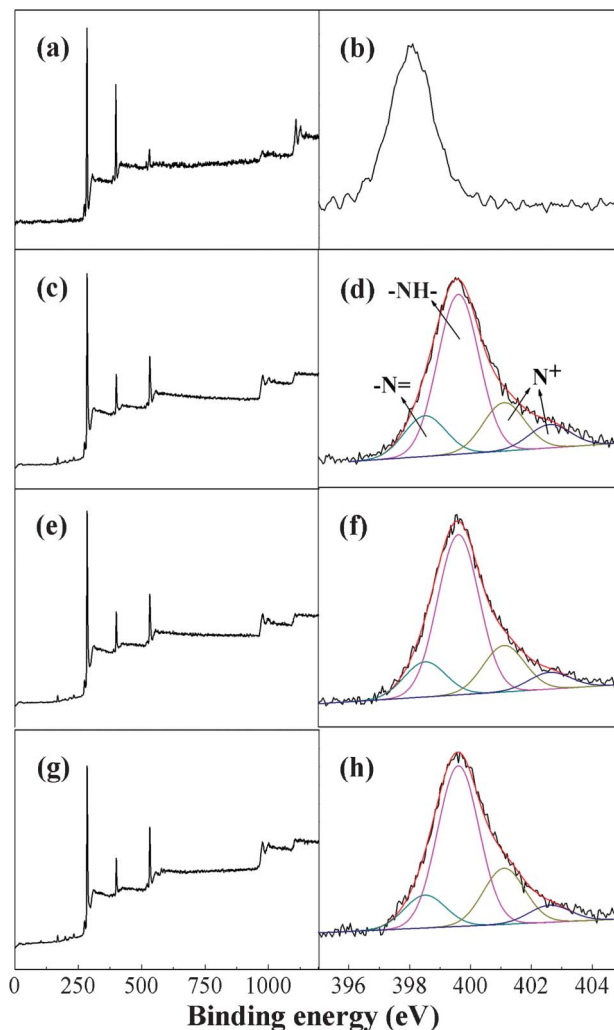 (a)
(b)
(c)
(d)
-NH-
-N=
N⁺
(e)
(f)
(g)
(h)
0 250 500 750 1000
396 398 400 402 404
Binding energy (eV)